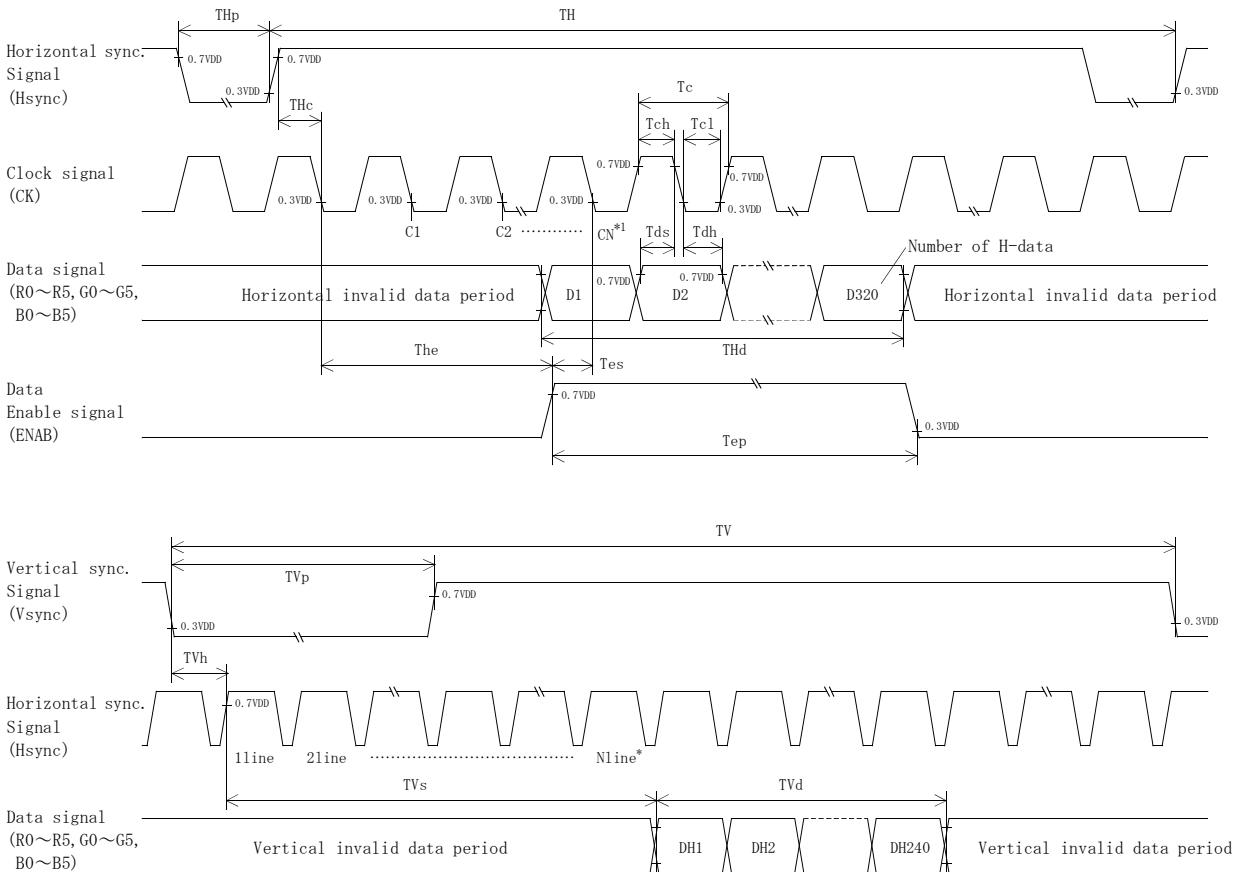 THp
TH
Horizontal sync.
Signal
(Hsync)
0.7VDD
0.3VDD
0.7VDD
0.3VDD
THc
Tc
Tch
Tcl
Clock signal
(CK)
0.7VDD
0.7VDD
0.3VDD
0.3VDD
0.3VDD
0.3VDD
0.3VDD
C1
C2
CN*1
Tds
Tdh
Number of H-data
Data signal
(R0～R5,G0～G5,
B0～B5)
Horizontal invalid data period
D1
0.7VDD
D2
0.7VDD
D320
Horizontal invalid data period
THd
The
Tes
Data
Enable signal
(ENAB)
0.7VDD
0.3VDD
Tep
TV
TVp
Vertical sync.
Signal
(Vsync)
0.3VDD
0.7VDD
0.3VDD
TVh
Horizontal sync.
Signal
(Hsync)
0.7VDD
1line
2line
Nline*
TVs
TVd
Data signal
(R0～R5,G0～G5,
B0～B5)
Vertical invalid data period
DH1
DH2
DH240
Vertical invalid data period